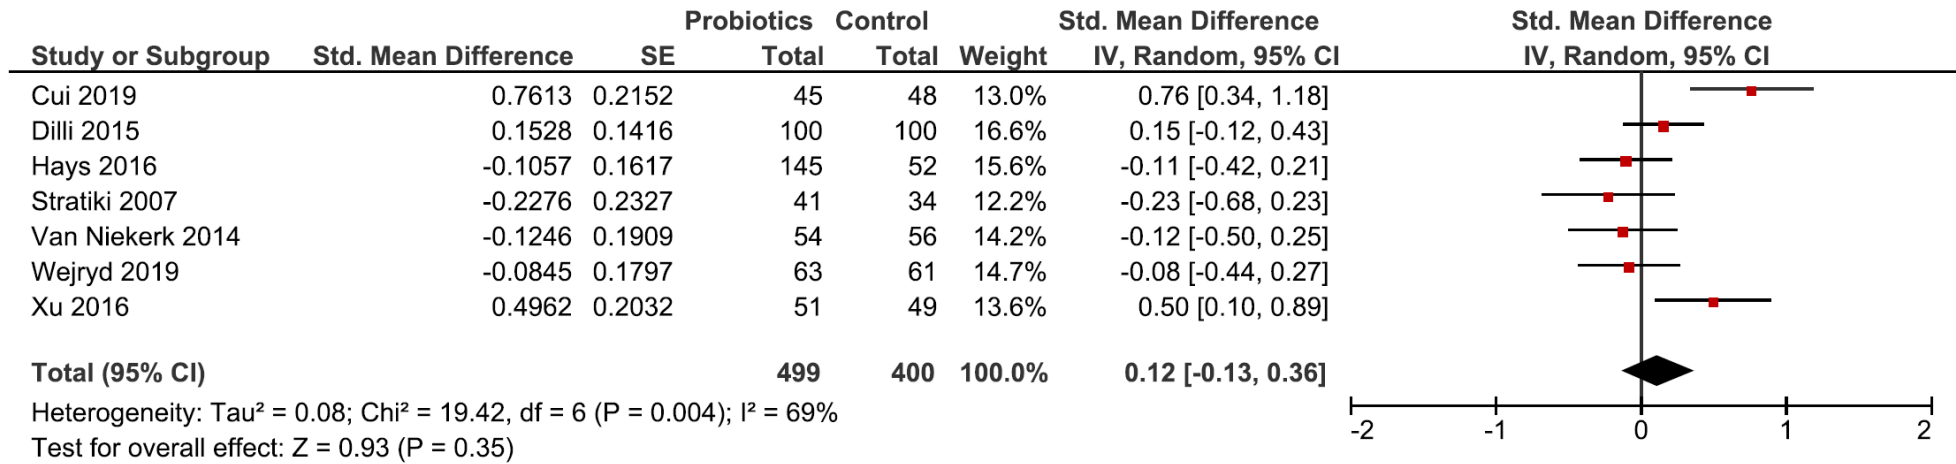 Probiotics Control Std. Mean Difference Std. Mean Difference
Study or Subgroup Std. Mean Difference SE Total Total Weight IV, Random, 95% CI IV, Random, 95% CI
Cui 2019 0.7613 0.2152 45 48 13.0% 0.76 [0.34, 1.18]
Dilli 2015 0.1528 0.1416 100 100 16.6% 0.15 [-0.12, 0.43]
Hays 2016 -0.1057 0.1617 145 52 15.6% -0.11 [-0.42, 0.21]
Stratiki 2007 -0.2276 0.2327 41 34 12.2% -0.23 [-0.68, 0.23]
Van Niekerk 2014 -0.1246 0.1909 54 56 14.2% -0.12 [-0.50, 0.25]
Wejryd 2019 -0.0845 0.1797 63 61 14.7% -0.08 [-0.44, 0.27]
Xu 2016 0.4962 0.2032 51 49 13.6% 0.50 [0.10, 0.89]
Total (95% CI) 499 400 100.0% 0.12 [-0.13, 0.36]
Heterogeneity: Tau² = 0.08; Chi² = 19.42, df = 6 (P = 0.004); I² = 69%
Test for overall effect: Z = 0.93 (P = 0.35)
-2 -1 0 1 2